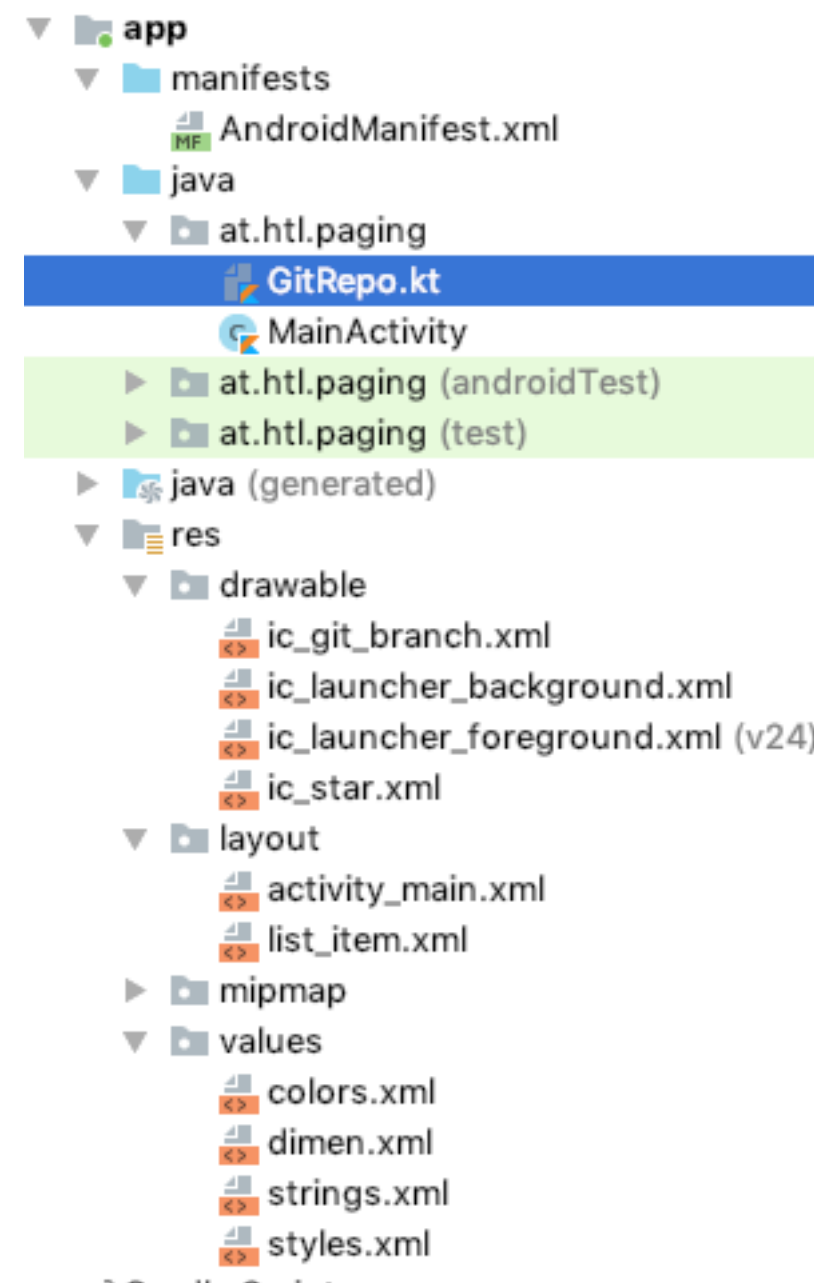 app
manifests
MF AndroidManifest.xml
java
at.htl.paging
GitRepo.kt
C MainActivity
at.htl.paging (androidTest)
at.htl.paging (test)
java (generated)
res
drawable
<> ic_git_branch.xml
<> ic_launcher_background.xml
<> ic_launcher_foreground.xml (v24)
<> ic_star.xml
layout
<> activity_main.xml
<> list_item.xml
mipmap
values
<> colors.xml
<> dimen.xml
<> strings.xml
<> styles.xml